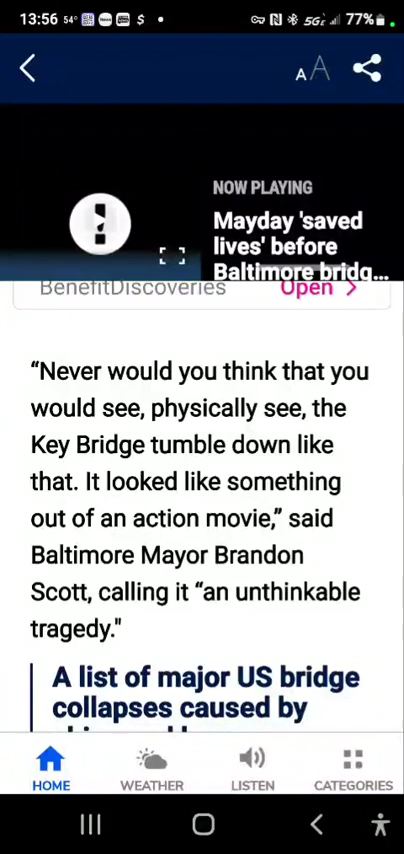 13:56 54° $ 5G 77%
AA
NOW PLAYING
Mayday 'saved
lives' before
Baltimore bridg...
BenefitDiscoveries Open
“Never would you think that you
would see, physically see, the
Key Bridge tumble down like
that. It looked like something
out of an action movie,” said
Baltimore Mayor Brandon
Scott, calling it “an unthinkable
tragedy."
A list of major US bridge
collapses caused by
HOME WEATHER LISTEN CATEGORIES